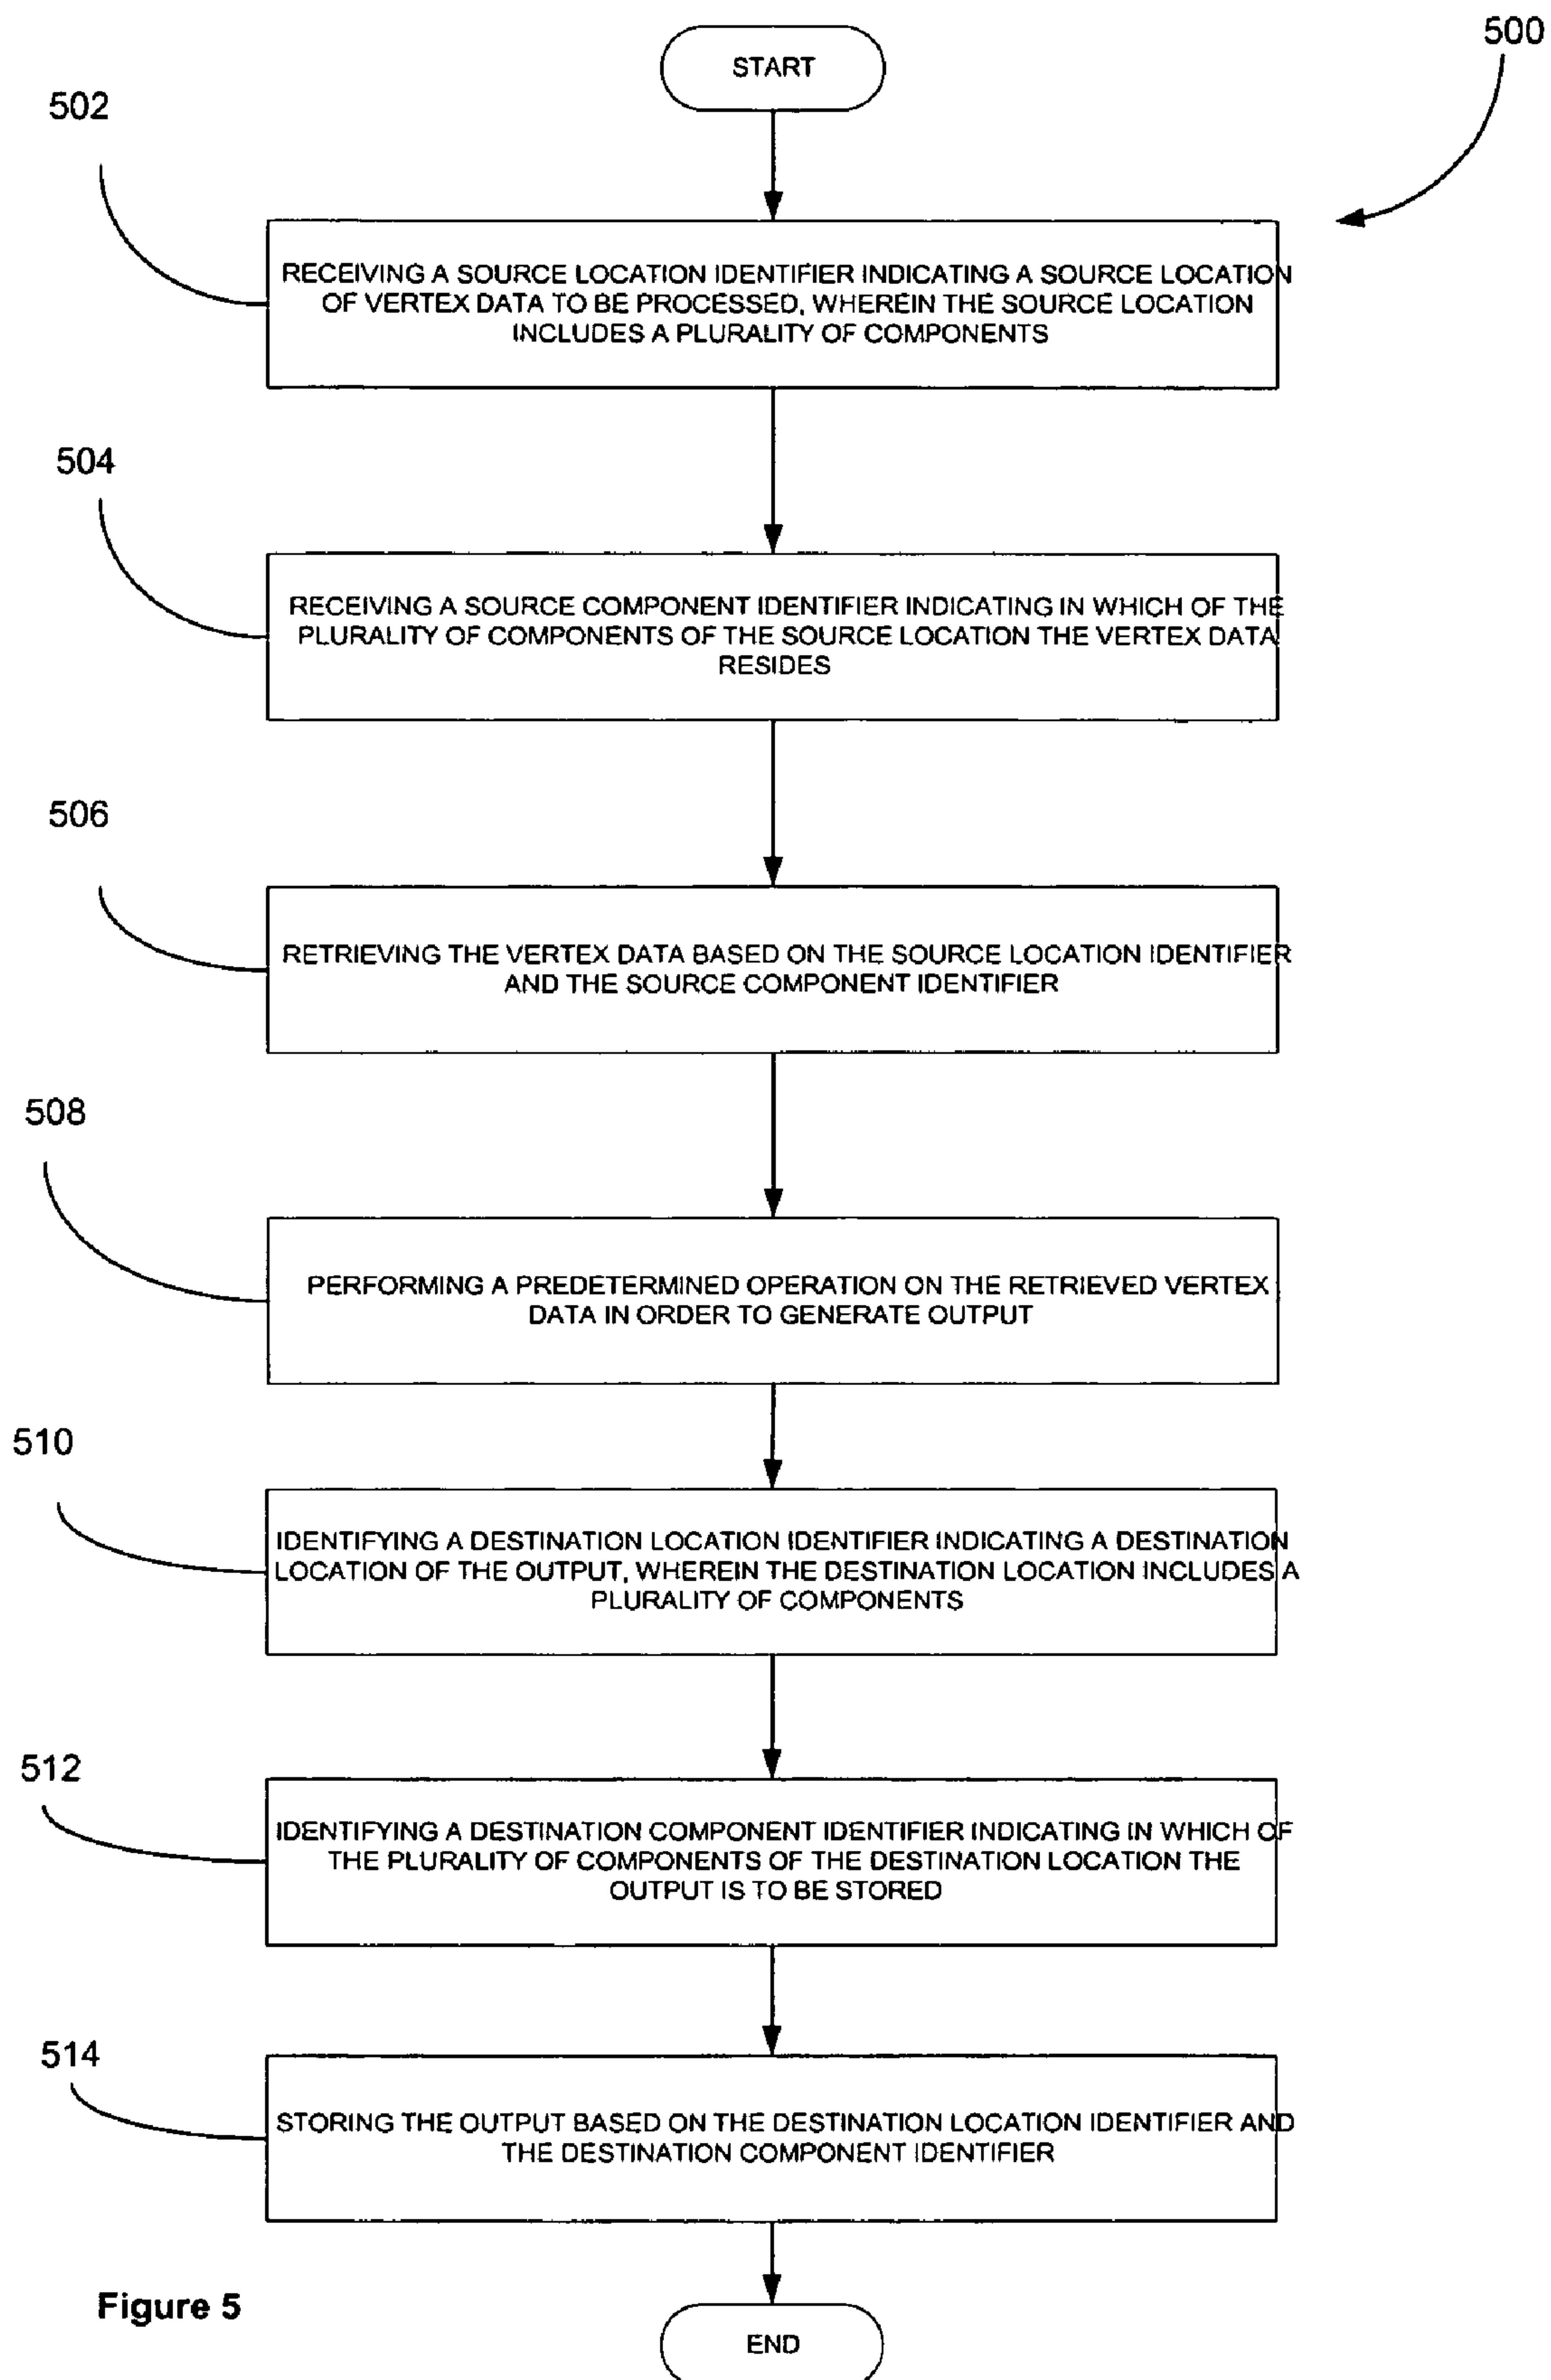 START
500
502
RECEIVING A SOURCE LOCATION IDENTIFIER INDICATING A SOURCE LOCATION
OF VERTEX DATA TO BE PROCESSED, WHEREIN THE SOURCE LOCATION
INCLUDES A PLURALITY OF COMPONENTS
504
RECEIVING A SOURCE COMPONENT IDENTIFIER INDICATING IN WHICH OF THE
PLURALITY OF COMPONENTS OF THE SOURCE LOCATION THE VERTEX DATA
RESIDES
506
RETRIEVING THE VERTEX DATA BASED ON THE SOURCE LOCATION IDENTIFIER
AND THE SOURCE COMPONENT IDENTIFIER
508
PERFORMING A PREDETERMINED OPERATION ON THE RETRIEVED VERTEX
DATA IN ORDER TO GENERATE OUTPUT
510
IDENTIFYING A DESTINATION LOCATION IDENTIFIER INDICATING A DESTINATION
LOCATION OF THE OUTPUT, WHEREIN THE DESTINATION LOCATION INCLUDES A
PLURALITY OF COMPONENTS
512
IDENTIFYING A DESTINATION COMPONENT IDENTIFIER INDICATING IN WHICH OF
THE PLURALITY OF COMPONENTS OF THE DESTINATION LOCATION THE
OUTPUT IS TO BE STORED
514
STORING THE OUTPUT BASED ON THE DESTINATION LOCATION IDENTIFIER AND
THE DESTINATION COMPONENT IDENTIFIER
Figure 5
END